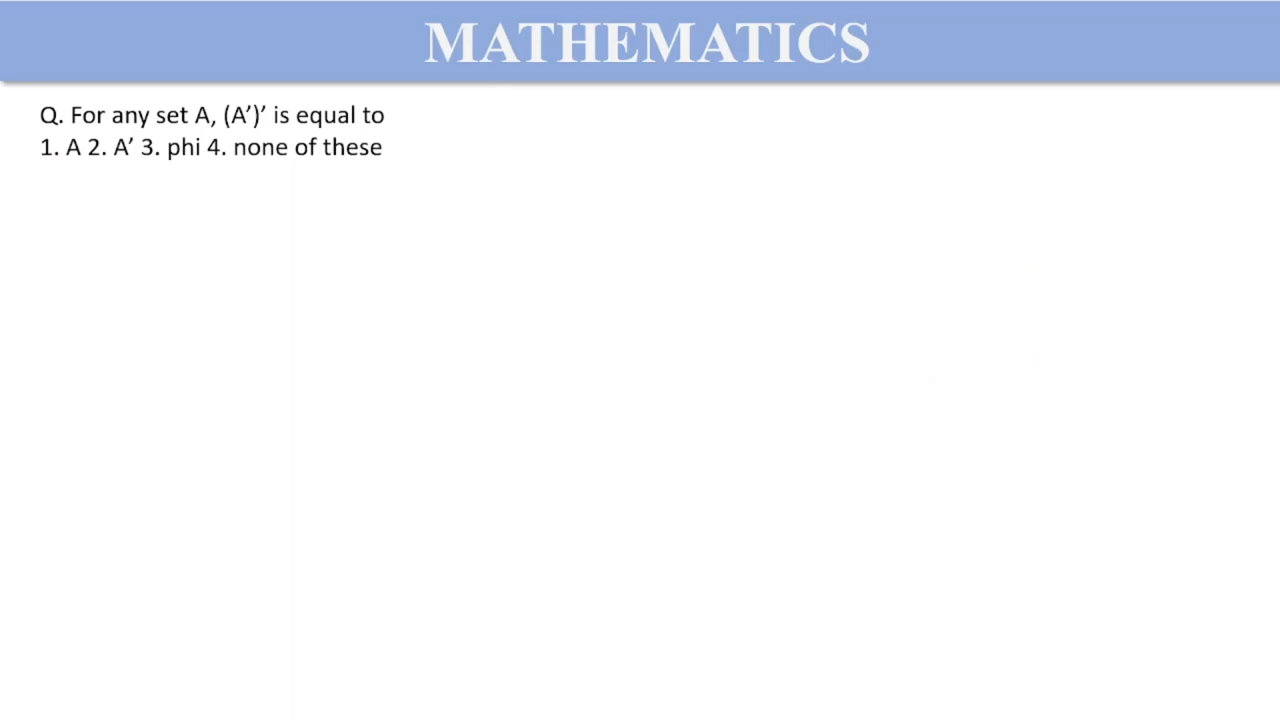 MATHEMATICS
Q. For any set A, (A’)’ is equal to
1. A 2. A’ 3. phi 4. none of these